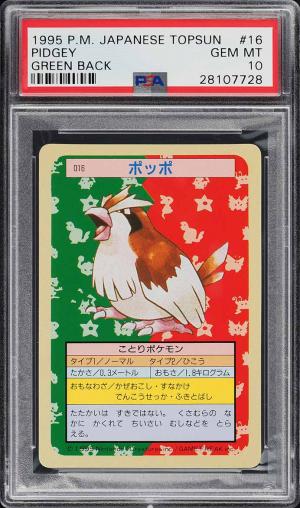 1995 P.M. JAPANESE TOPSUN #16
PIDGEY GEM MT
GREEN BACK 10
PSA 28107728
016 ポッポ
ことりポケモン
タイプ1/ノーマル タイプ2/ひこう
たかさ/0.3メートル おもさ/1.8キログラム
おもなわざ/かぜおこし・すなかけ
でんこうせっか・ふきとばし
たたかいは すきではない。 くさむらの な
かに かくれて ちいさい むしなどを とら
える。